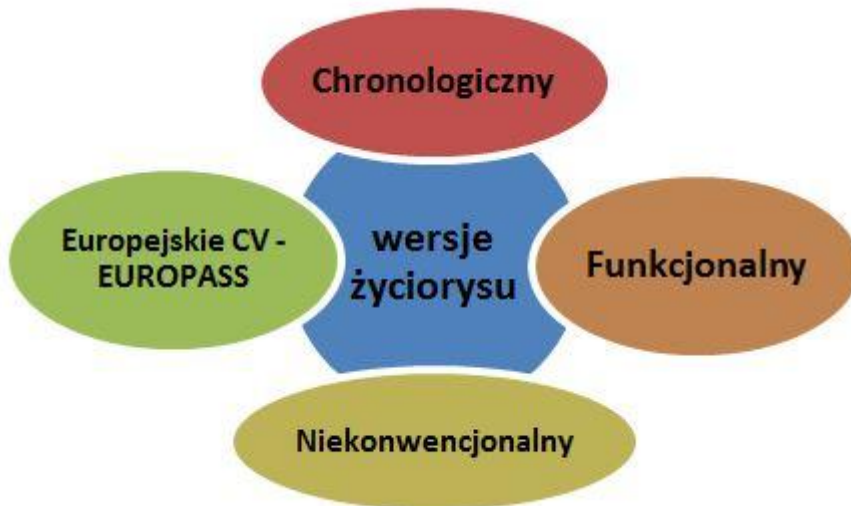 Chronologiczny
Europejskie CV -
EUROPASS
wersje
życiorysu
Funkcjonalny
Niekonwencjonalny